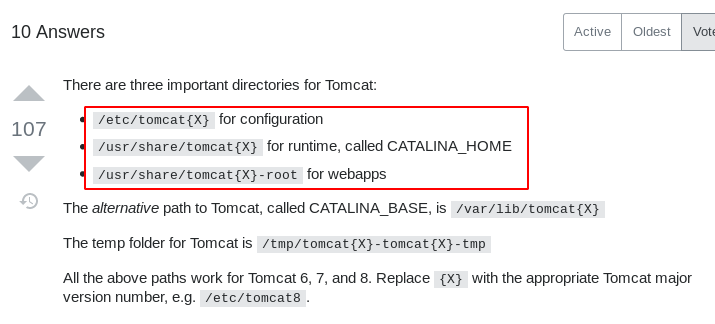 10 Answers
Active Oldest Vote
There are three important directories for Tomcat:
107
/etc/tomcat{X} for configuration
/usr/share/tomcat{X} for runtime, called CATALINA_HOME
/usr/share/tomcat{X}-root for webapps
The alternative path to Tomcat, called CATALINA_BASE, is /var/lib/tomcat{X}
The temp folder for Tomcat is /tmp/tomcat{X}-tomcat{X}-tmp
All the above paths work for Tomcat 6, 7, and 8. Replace {X} with the appropriate Tomcat major
version number, e.g. /etc/tomcat8.